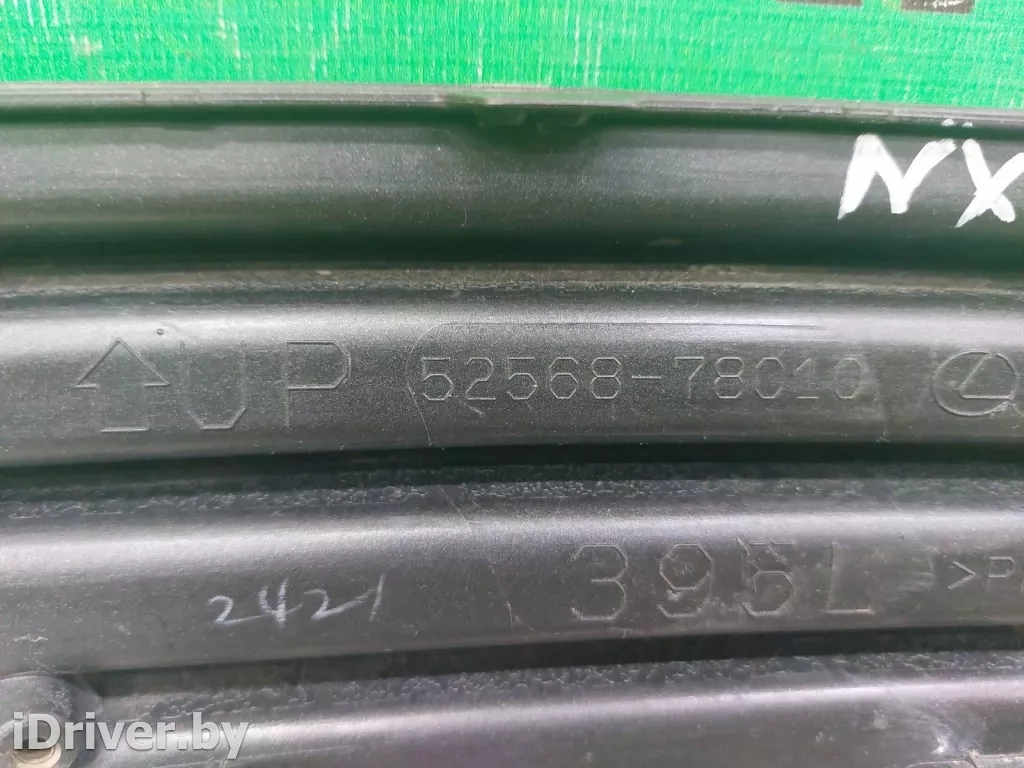 NX
↑UP 52568-78010
2421 395L >P
iDriver.by